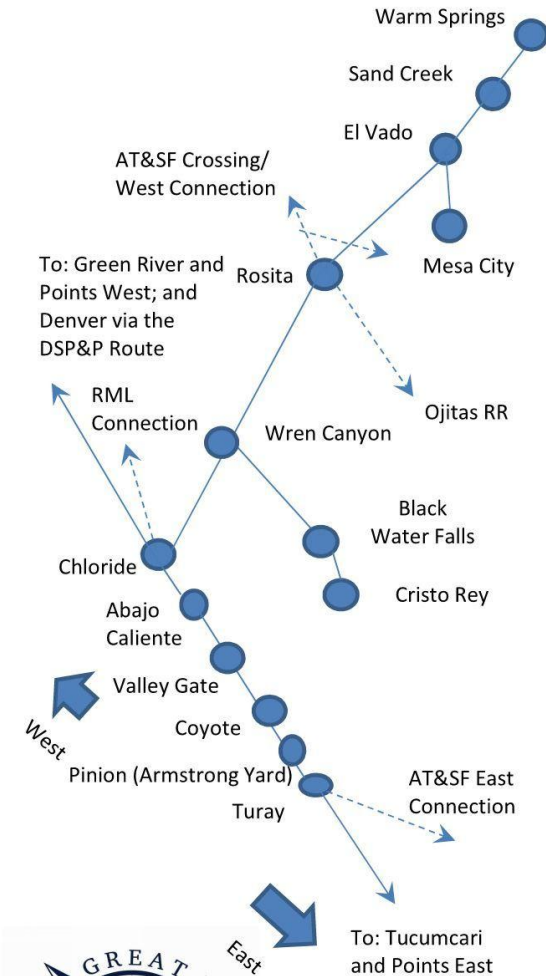 Warm Springs
Sand Creek
El Vado
AT&SF Crossing/
West Connection
Mesa City
To: Green River and
Points West; and
Denver via the
DSP&P Route
Rosita
RML
Connection
Ojitas RR
Wren Canyon
Black
Water Falls
Chloride
Cristo Rey
Abajo
Caliente
Valley Gate
West
Coyote
Pinion (Armstrong Yard)
AT&SF East
Connection
Turay
East
To: Tucumcari
and Points East
GREAT